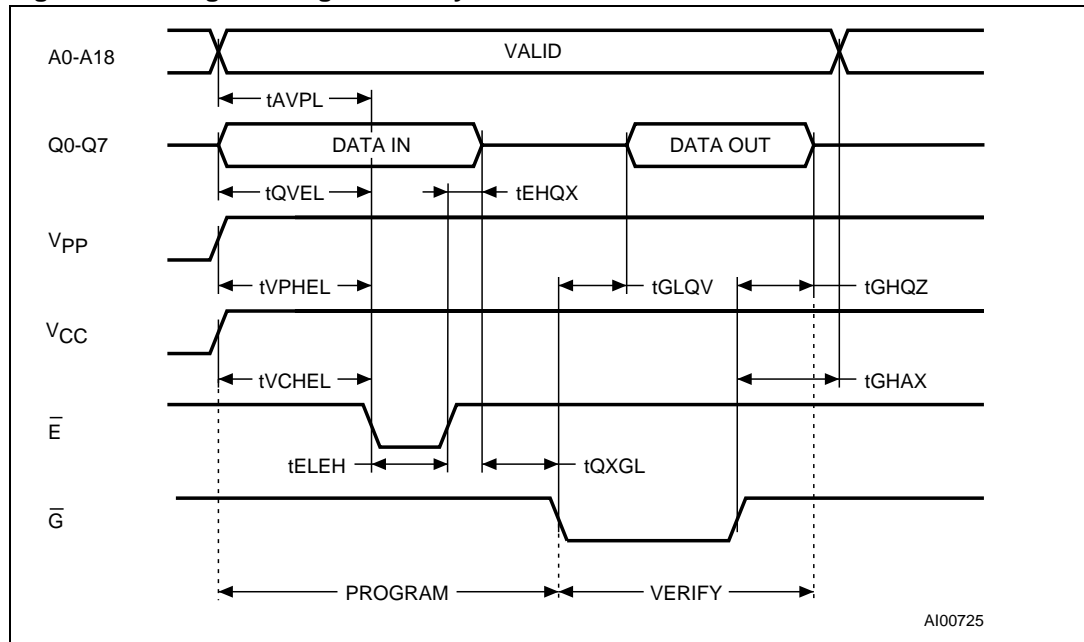 A0-A18
VALID
tAVPL
Q0-Q7
DATA IN
DATA OUT
tQVEL
tEHQX
VPP
tVPHEL
tGLQV
tGHQZ
VCC
tVCHEL
tGHAX
E̅
tELEH
tQXGL
G̅
PROGRAM
VERIFY
AI00725